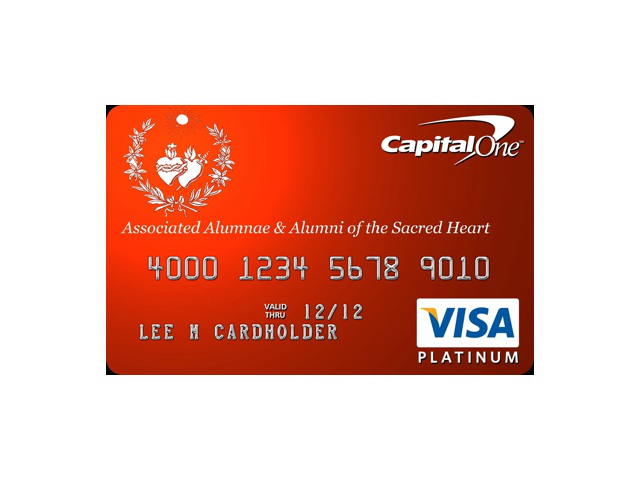 CapitalOne™
Associated Alumnae & Alumni of the Sacred Heart
4000 1234 5678 9010
VALID THRU 12/12
LEE M CARDHOLDER
VISA
PLATINUM